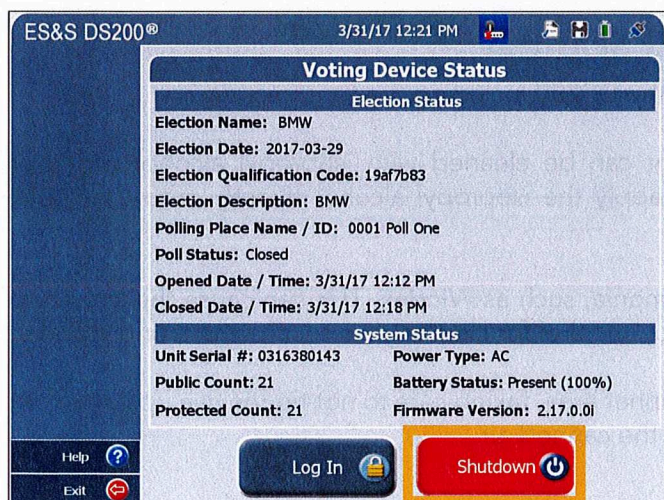 ES&S DS200® 3/31/17 12:21 PM
Voting Device Status
Election Status
Election Name: BMW
Election Date: 2017-03-29
Election Qualification Code: 19af7b83
Election Description: BMW
Polling Place Name / ID: 0001 Poll One
Poll Status: Closed
Opened Date / Time: 3/31/17 12:12 PM
Closed Date / Time: 3/31/17 12:18 PM
System Status
Unit Serial #: 0316380143 Power Type: AC
Public Count: 21 Battery Status: Present (100%)
Protected Count: 21 Firmware Version: 2.17.0.0i
Help
Exit
Log In
Shutdown